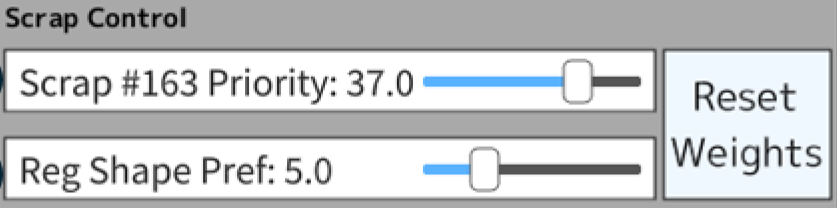 Scrap Control
Scrap #163 Priority: 37.0
Reg Shape Pref: 5.0
Reset
Weights